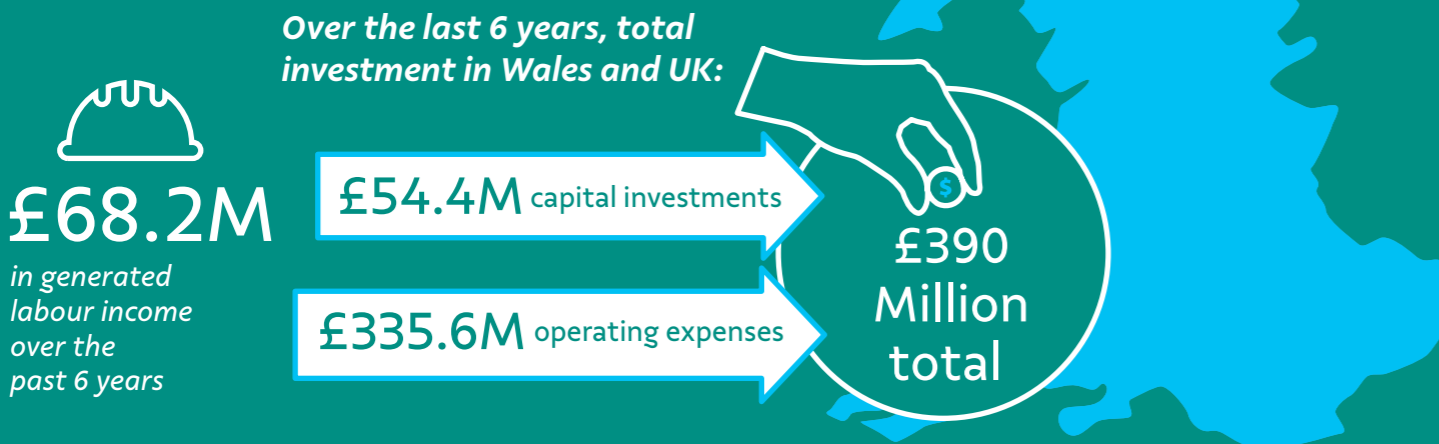 Over the last 6 years, total
investment in Wales and UK:
£68.2M
in generated
labour income
over the
past 6 years
£54.4M capital investments
£335.6M operating expenses
$
£390
Million
total